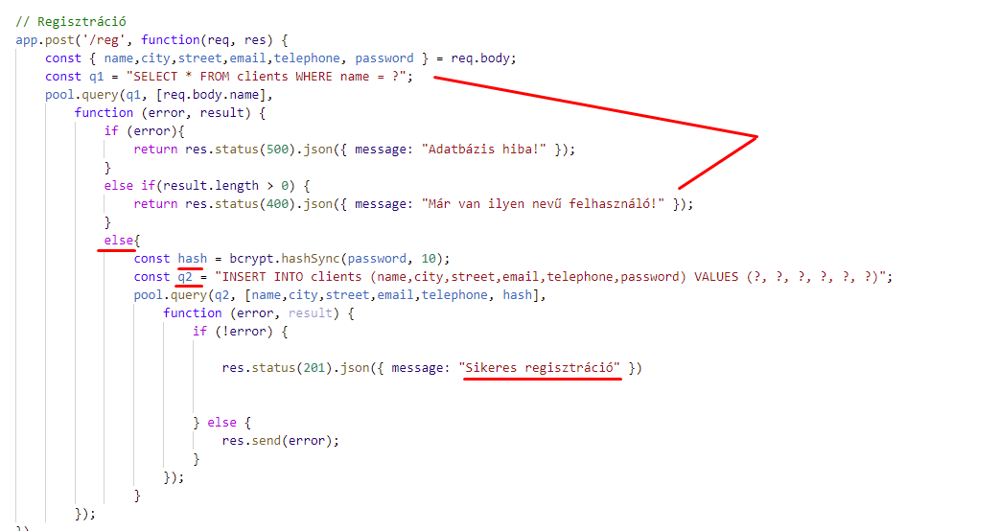 // Regisztráció
app.post('/reg', function(req, res) {
const { name,city,street,email,telephone, password } = req.body;
const q1 = "SELECT * FROM clients WHERE name = ?";
pool.query(q1, [req.body.name],
function (error, result) {
if (error){
return res.status(500).json({ message: "Adatbázis hiba!" });
}
else if(result.length > 0) {
return res.status(400).json({ message: "Már van ilyen nevű felhasználó!" });
}
else{
const hash = bcrypt.hashSync(password, 10);
const q2 = "INSERT INTO clients (name,city,street,email,telephone,password) VALUES (?, ?, ?, ?, ?, ?)";
pool.query(q2, [name,city,street,email,telephone, hash],
function (error, result) {
if (!error) {
res.status(201).json({ message: "Sikeres regisztráció" })
} else {
res.send(error);
}
});
}
});
})